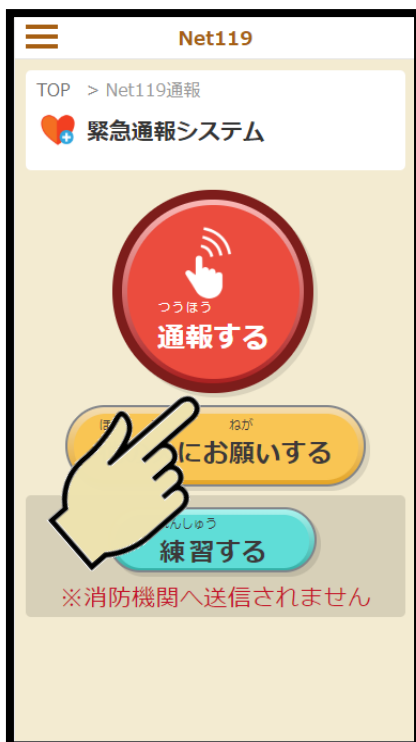 Net119
TOP > Net119通報
緊急通報システム
つうほう
通報する
ねが
にお願いする
んしゅう
練習する
※消防機関へ送信されません